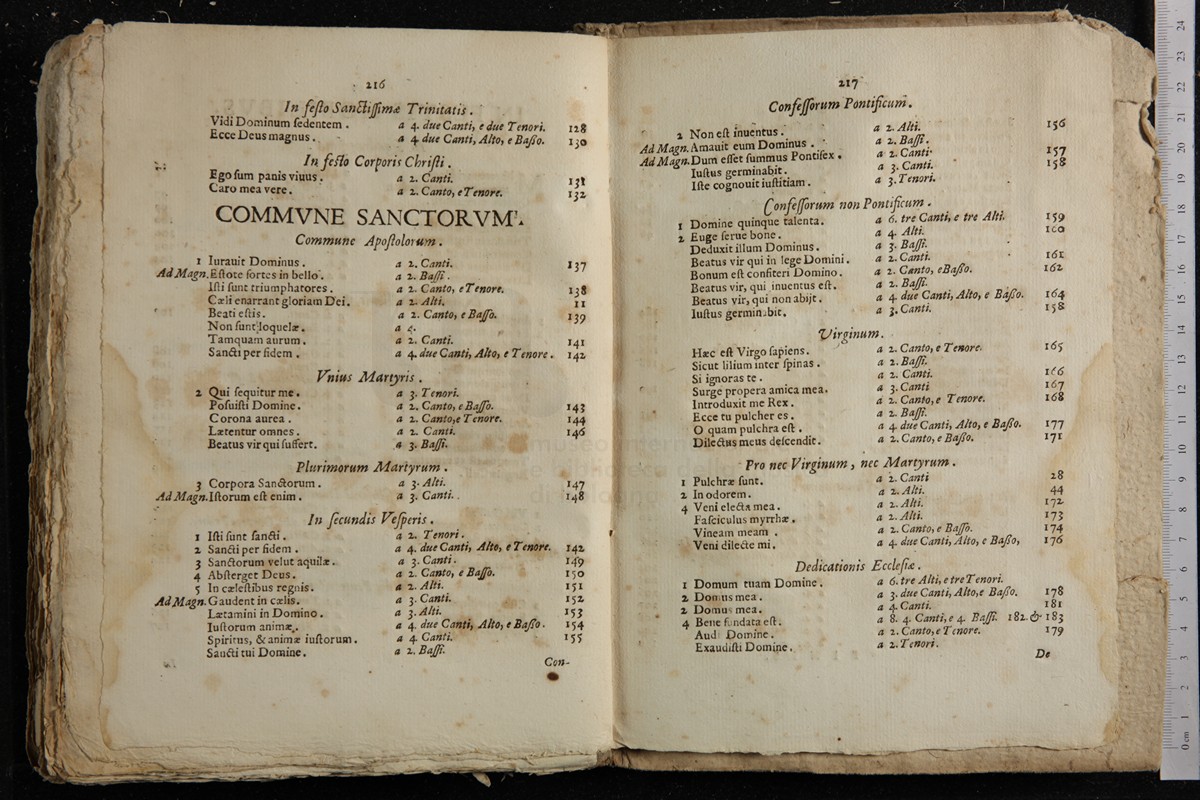 216
In festo Sanctissimæ Trinitatis.
Vidi Dominum sedentem. a 4. due Canti, e due Tenori. 128
Ecce Deus magnus. a 4. due Canti, Alto, e Basso. 130
In festo Corporis Christi.
Ego sum panis viuus. a 2. Canti. 131
Caro mea vere. a 2. Canto, e Tenore. 132
COMMVNE SANCTORVM.
Commune Apostolorum.
1 Iurauit Dominus. a 2. Canti. 137
Ad Magn. Estote fortes in bello. a 2. Bassi.
Isti sunt triumphatores. a 2. Canto, e Tenore. 138
Cæli enarrant gloriam Dei. a 2. Alti. 11
Beati estis. a 2. Canto, e Basso. 139
Non sunt loquelæ. a
Tamquam aurum. a 2. Canti. 141
Sancti per fidem. a 4. due Canti, Alto, e Tenore. 142
Vnius Martyris.
2 Qui sequitur me. a 3. Tenori.
Posuisti Domine. a 2. Canto, e Basso. 143
Corona aurea. a 2. Canto, e Tenore. 144
Lætentur omnes. a 2. Canti. 146
Beatus vir qui suffert. a 3. Bassi.
Plurimorum Martyrum.
3 Corpora Sanctorum. a 3. Alti. 147
Ad Magn. Istorum est enim. a 3. Canti. 148
In secundis Vesperis.
1 Isti sunt sancti. a 2. Tenori.
2 Sancti per fidem. a 4. due Canti, Alto, e Tenore. 142
3 Sanctorum velut aquilæ. a 3. Canti. 149
4 Absterget Deus. a 2. Canto, e Basso. 150
5 In cælestibus regnis. a 2. Alti. 151
Ad Magn. Gaudent in cælis. a 3. Canti. 152
Lætamini in Domino. a 3. Alti. 153
Iustorum animæ. a 4. due Canti, Alto, e Basso. 154
Spiritus, & animæ iustorum. a 4. Canti. 155
Sancti tui Domine. a 2. Bassi.
Con-
217
Confessorum Pontificum.
2 Non est inuentus. a 2. Alti. 156
Ad Magn. Amauit eum Dominus. a 2. Bassi.
Ad Magn. Dum esset summus Pontifex. a 2. Canti. 157
Iustus germinabit. a 3. Canti. 158
Iste cognouit iustitiam. a 3. Tenori.
Confessorum non Pontificum.
1 Domine quinque talenta. a 6. tre Canti, e tre Alti. 159
2 Euge serue bone. a 4. Alti. 160
Deduxit illum Dominus. a 3. Bassi.
Beatus vir qui in lege Domini. a 2. Canti. 161
Bonum est confiteri Domino. a 2. Canto, e Basso. 162
Beatus vir, qui inuentus est. a 2. Bassi.
Beatus vir, qui non abijt. a 4. due Canti, Alto, e Basso. 164
Iustus germinabit. a 3. Canti. 158
Virginum.
Hæc est Virgo sapiens. a 2. Canto, e Tenore. 165
Sicut lilium inter spinas. a 2. Bassi.
Si ignoras te. a 2. Canti. 166
Surge propera amica mea. a 3. Canti 167
Introduxit me Rex. a 2. Canto, e Tenore. 168
Ecce tu pulcher es. a 2. Bassi.
O quam pulchra est. a 4. due Canti, Alto, e Basso. 177
Dilectus meus descendit. a 2. Canto, e Basso. 171
Pro nec Virginum, nec Martyrum.
1 Pulchræ sunt. a 2. Canti 28
2 In odorem. a 2. Alti. 44
4 Veni electa mea. a 2. Alti. 172
Fasciculus myrrhæ. a 2. Alti. 173
Vineam meam. a 2. Canto, e Basso. 174
Veni dilecte mi. a 4. due Canti, Alto, e Basso, 176
Dedicationis Ecclesiæ.
1 Domum tuam Domine. a 6. tre Alti, e tre Tenori.
2 Domus mea. a 3. due Canti, Alto, e Basso. 178
2 Domus mea. a 4. Canti. 181
4 Bene fundata est. a 8. 4. Canti, e 4. Bassi. 182. & 183
Audi Domine. a 2. Canto, e Tenore. 179
Exaudisti Domine. a 2. Tenori.
De